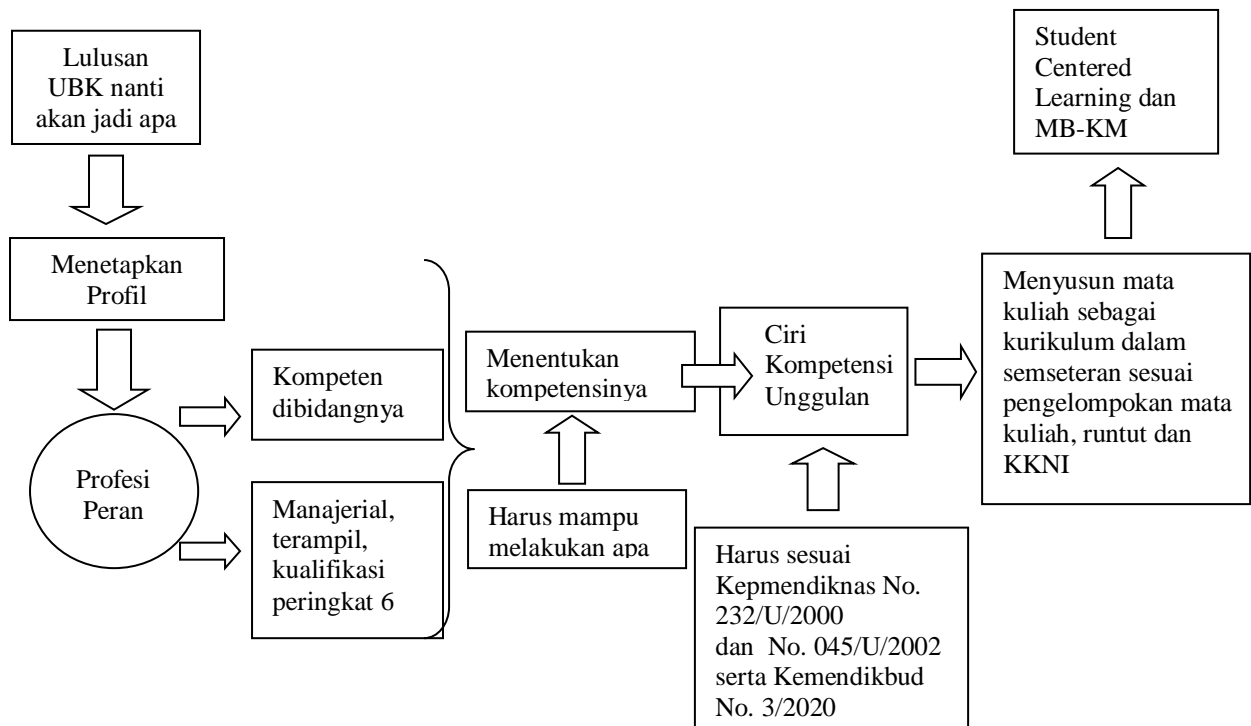 Lulusan
UBK nanti
akan jadi apa
Menetapkan
Profil
Profesi
Peran
Kompeten
dibidangnya
Manajerial,
terampil,
kualifikasi
peringkat 6
Menentukan
kompetensinya
Harus mampu
melakukan apa
Ciri
Kompetensi
Unggulan
Harus sesuai
Kepmendiknas No.
232/U/2000
dan No. 045/U/2002
serta Kemendikbud
No. 3/2020
Menyusun mata
kuliah sebagai
kurikulum dalam
semseteran sesuai
pengelompokan mata
kuliah, runtut dan
KKNI
Student
Centered
Learning dan
MB-KM